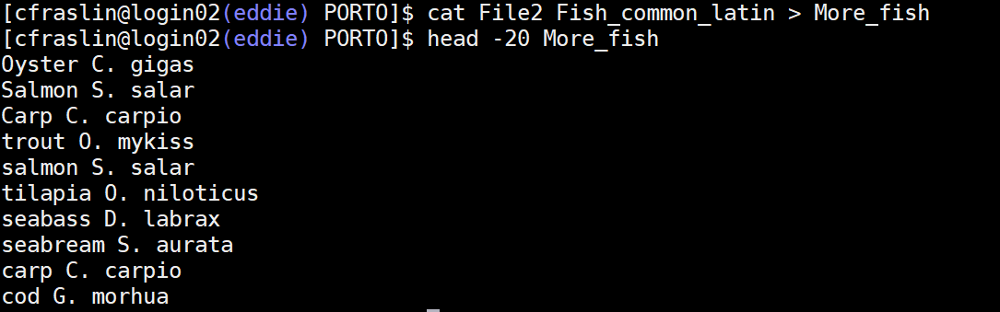 [cfraslin@login02(eddie) PORTO]$ cat File2 Fish_common_latin > More_fish
[cfraslin@login02(eddie) PORTO]$ head -20 More_fish
Oyster C. gigas
Salmon S. salar
Carp C. carpio
trout O. mykiss
salmon S. salar
tilapia O. niloticus
seabass D. labrax
seabream S. aurata
carp C. carpio
cod G. morhua